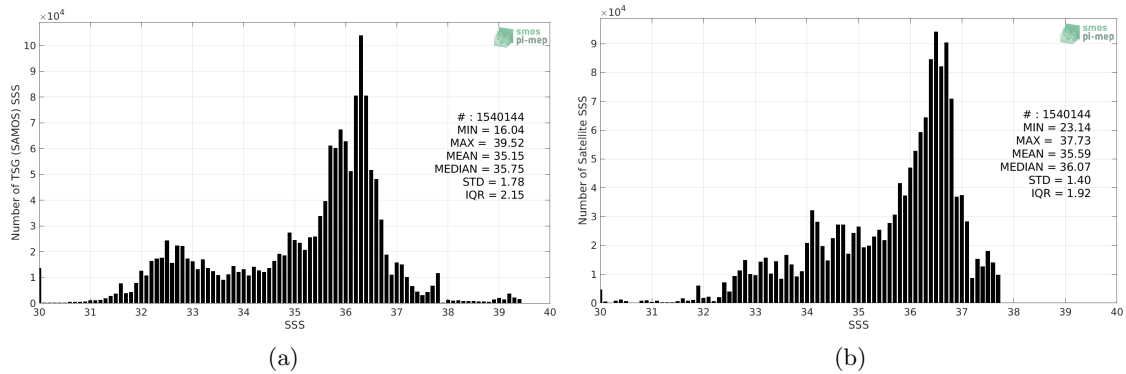 ×10⁴
10
9
8
7
6
5
4
3
2
1
0
Number of TSG (SAMOS) SSS
30 31 32 33 34 35 36 37 38 39 40
SSS
smos
pi-mep
# : 1540144
MIN = 16.04
MAX = 39.52
MEAN = 35.15
MEDIAN = 35.75
STD = 1.78
IQR = 2.15
(a)
×10⁴
9
8
7
6
5
4
3
2
1
0
Number of Satellite SSS
30 31 32 33 34 35 36 37 38 39 40
SSS
smos
pi-mep
# : 1540144
MIN = 23.14
MAX = 37.73
MEAN = 35.59
MEDIAN = 36.07
STD = 1.40
IQR = 1.92
(b)